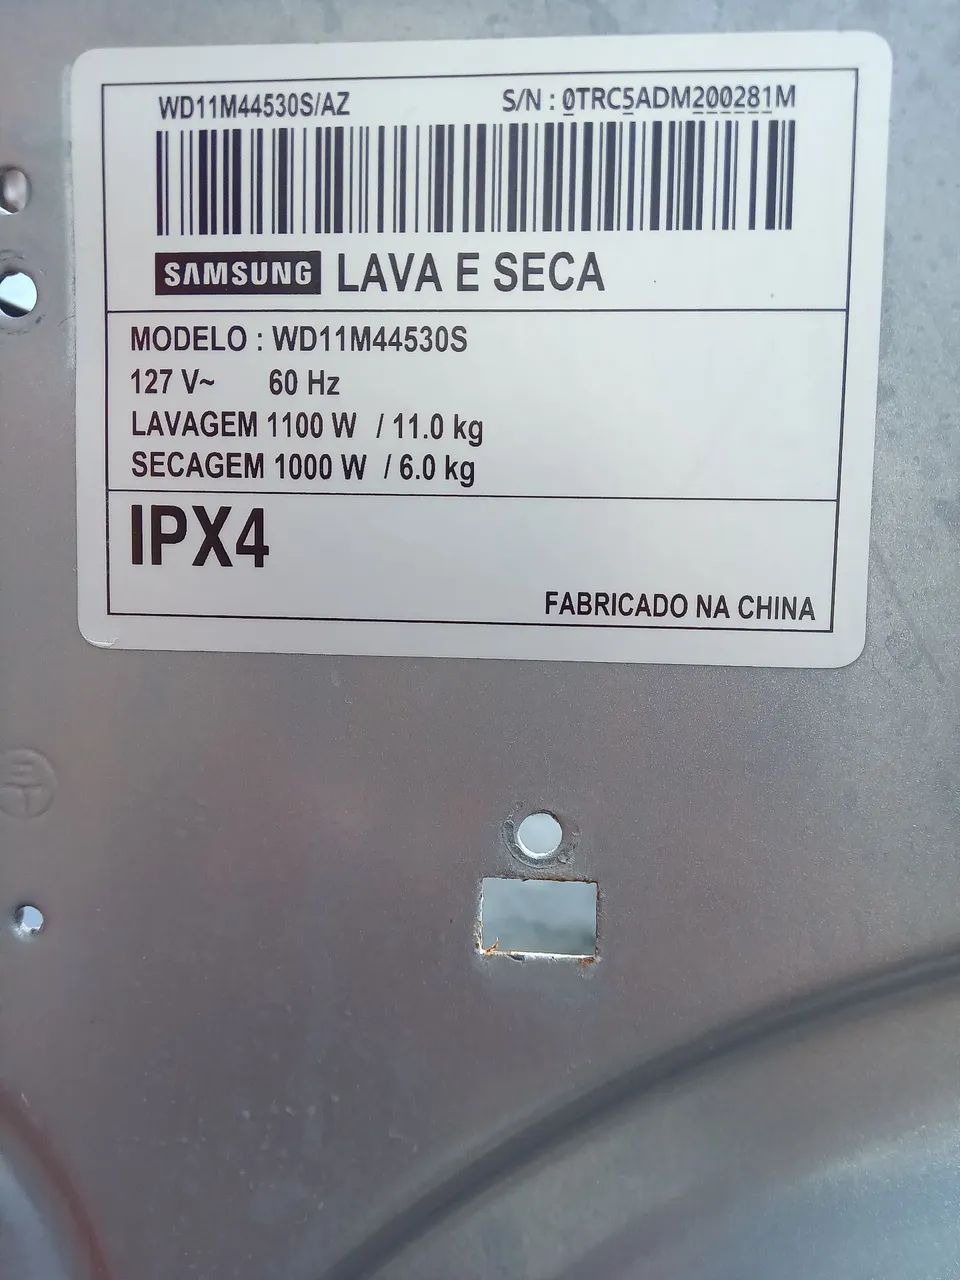 WD11M44530S/AZ S/N : 0TRC5ADM200281M
SAMSUNG LAVA E SECA
MODELO : WD11M44530S
127 V~ 60 Hz
LAVAGEM 1100 W / 11.0 kg
SECAGEM 1000 W / 6.0 kg
IPX4
FABRICADO NA CHINA